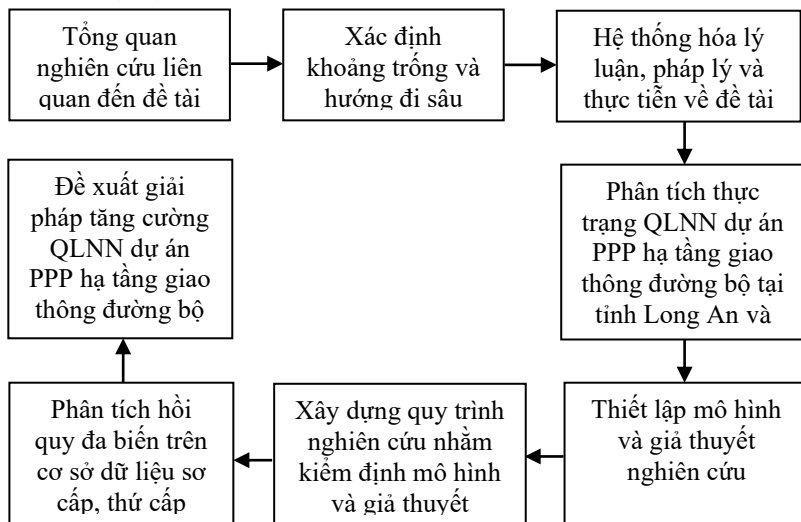 Tổng quan
nghiên cứu liên
quan đến đề tài
Xác định
khoảng trống và
hướng đi sâu
Hệ thống hóa lý
luận, pháp lý và
thực tiễn về đề tài
Phân tích thực
trạng QLNN dự án
PPP hạ tầng giao
thông đường bộ tại
tỉnh Long An và
Thiết lập mô hình
và giả thuyết
nghiên cứu
Xây dựng quy trình
nghiên cứu nhằm
kiểm định mô hình
và giả thuyết
Phân tích hồi
quy đa biến trên
cơ sở dữ liệu sơ
cấp, thứ cấp
Đề xuất giải
pháp tăng cường
QLNN dự án
PPP hạ tầng giao
thông đường bộ